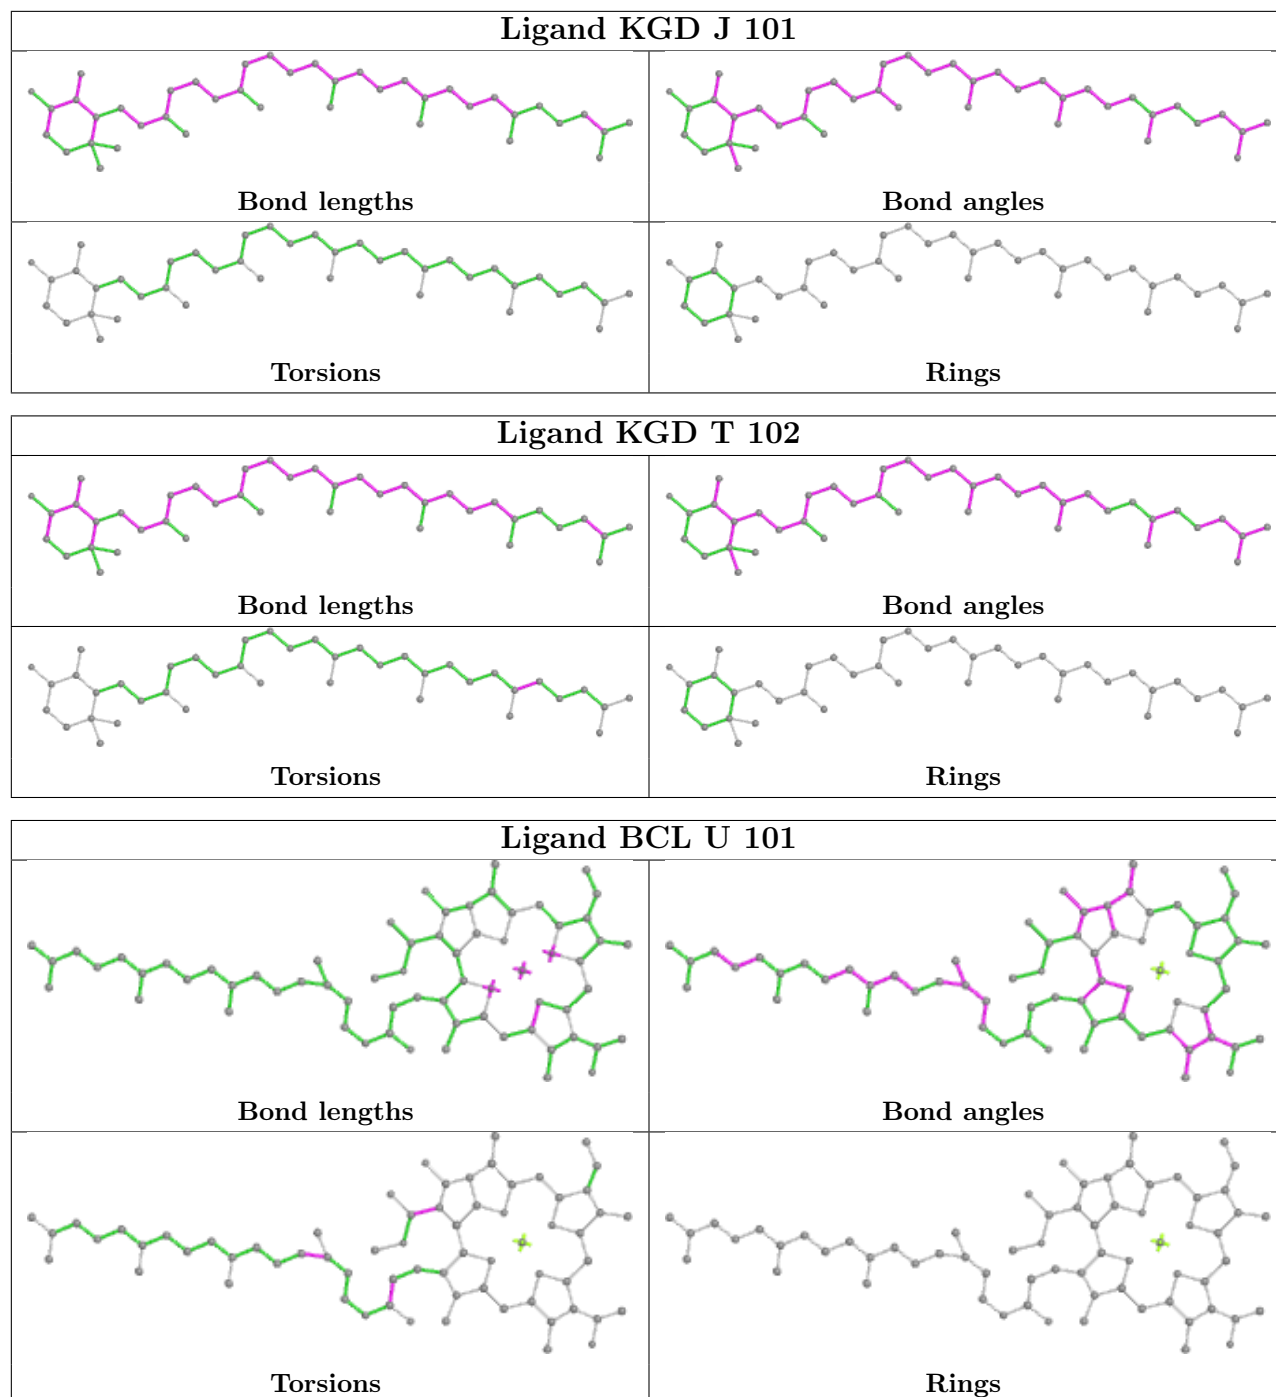 Ligand KGD J 101
Bond lengths
Bond angles
Torsions
Rings
Ligand KGD T 102
Bond lengths
Bond angles
Torsions
Rings
Ligand BCL U 101
Bond lengths
Bond angles
Torsions
Rings